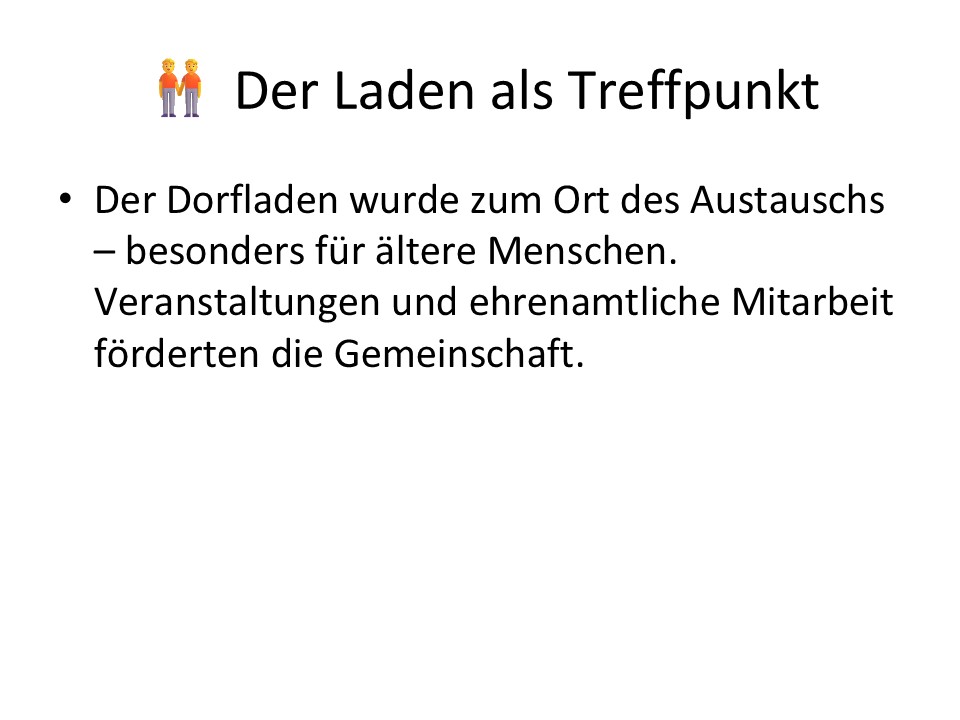 🧑‍🤝‍🧑 Der Laden als Treffpunkt
• Der Dorfladen wurde zum Ort des Austauschs
– besonders für ältere Menschen.
Veranstaltungen und ehrenamtliche Mitarbeit
förderten die Gemeinschaft.